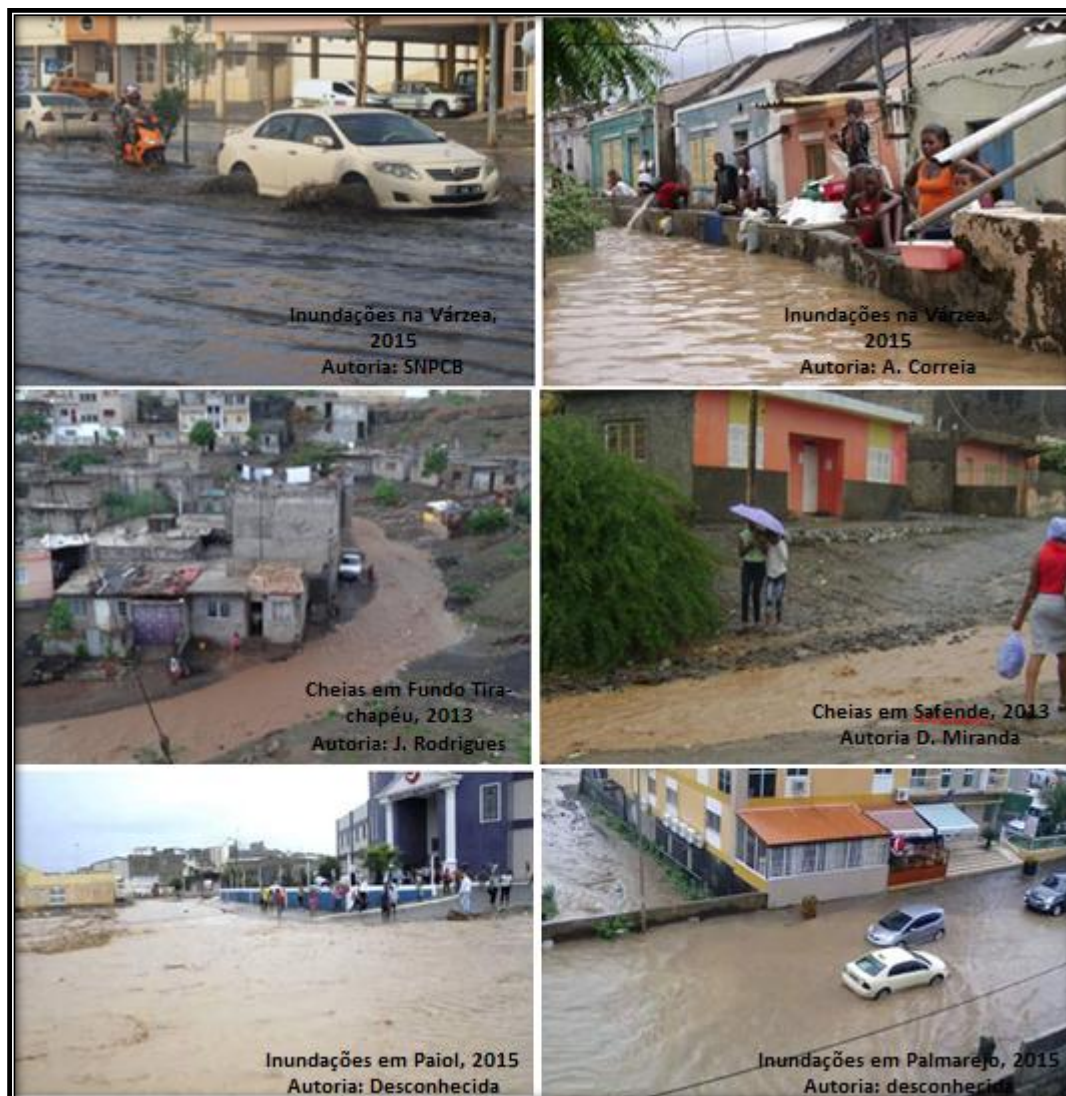 Inundações na Várzea,
2015
Autoria: SNPCB
Inundações na Várzea,
2015
Autoria: A. Correia
Cheias em Fundo Tira-
chapéu, 2013
Autoria: J. Rodrigues
Cheias em Safende, 2013
Autoria D. Miranda
Inundações em Paiol, 2015
Autoria: Desconhecida
Inundações em Palmarejo, 2015
Autoria: desconhecida